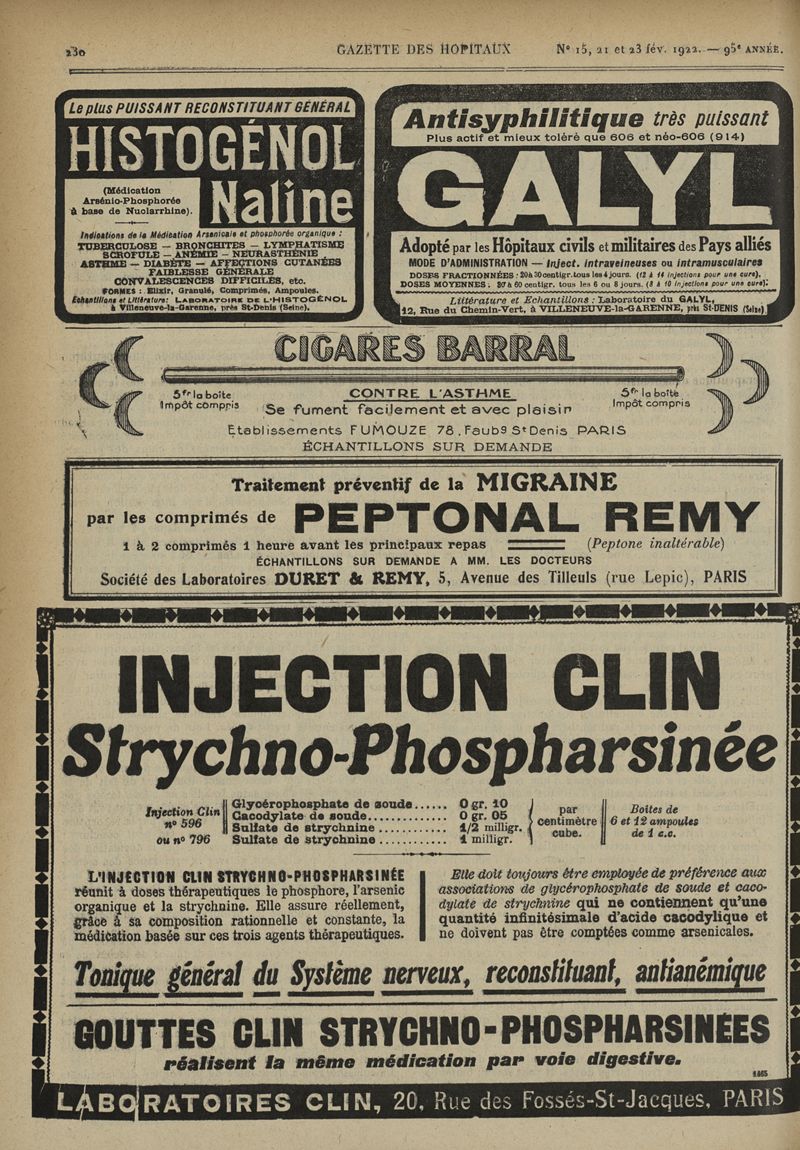 230
GAZETTE DES HOPITAUX
N° 15, 21 et 23 fév. 1922. — 95e ANNÉE.
Le plus PUISSANT RECONSTITUANT GÉNÉRAL
HISTOGÉNOL
Naline
(Médication
Arsénio-Phosphorée
à base de Nuclarrhine).
Indications de la Médication Arsenicale et phosphorée organique :
TUBERCULOSE — BRONCHITES — LYMPHATISME
SCROFULE — ANÉMIE — NEURASTHÉNIE
ASTHME — DIABÈTE — AFFECTIONS CUTANÉES
FAIBLESSE GÉNÉRALE
CONVALESCENCES DIFFICILES, etc.
FORMES : Elixir, Granulé, Comprimés, Ampoules.
Échantillons et Littérature: LABORATOIRE DE L'HISTOGÉNOL
à Villeneuve-la-Garenne, près St-Denis (Seine).
Antisyphilitique très puissant
Plus actif et mieux toléré que 606 et néo-606 (914)
GALYL
Adopté par les Hôpitaux civils et militaires des Pays alliés
MODE D'ADMINISTRATION — Inject. intraveineuses ou intramusculaires
DOSES FRACTIONNÉES : 20 à 30 centigr. tous les 4 jours. (12 à 14 injections pour une cure),
DOSES MOYENNES : 37 à 60 centigr. tous les 6 ou 8 jours. (8 à 10 injections pour une cure);
Littérature et Échantillons : Laboratoire du GALYL,
12, Rue du Chemin-Vert, à VILLENEUVE-la-GARENNE, près St-DENIS (Seine)
CIGARES BARRAL
5fr la boîte
Impôt compris
CONTRE L'ASTHME
Se fument facilement et avec plaisir
5fr la boîte
Impôt compris
Etablissements FUMOUZE 78, Faubg St Denis PARIS
ÉCHANTILLONS SUR DEMANDE
Traitement préventif de la MIGRAINE
par les comprimés de PEPTONAL REMY
1 à 2 comprimés 1 heure avant les principaux repas (Peptone inaltérable)
ÉCHANTILLONS SUR DEMANDE A MM. LES DOCTEURS
Société des Laboratoires DURET & REMY, 5, Avenue des Tilleuls (rue Lepic), PARIS
INJECTION CLIN
Strychno-Phospharsinée
Injection Clin
n° 596
ou n° 796
Glycérophosphate de soude...... 0 gr. 10
Cacodylate de soude.............. 0 gr. 05
Sulfate de strychnine ............ 1/2 milligr.
Sulfate de strychnine ............ 1 milligr.
par
centimètre
cube.
Boîtes de
6 et 12 ampoules
de 1 c.c.
L'INJECTION CLIN STRYCHNO-PHOSPHARSINÉE
réunit à doses thérapeutiques le phosphore, l'arsenic
organique et la strychnine. Elle assure réellement,
grâce à sa composition rationnelle et constante, la
médication basée sur ces trois agents thérapeutiques.
Elle doit toujours être employée de préférence aux
associations de glycérophosphate de soude et caco-
dylate de strychnine qui ne contiennent qu'une
quantité infinitésimale d'acide cacodylique et
ne doivent pas être comptées comme arsenicales.
Tonique général du Système nerveux, reconstituant, antianémique
GOUTTES CLIN STRYCHNO-PHOSPHARSINÉES
réalisent la même médication par voie digestive.
1465
LABORATOIRES CLIN, 20, Rue des Fossés-St-Jacques, PARIS